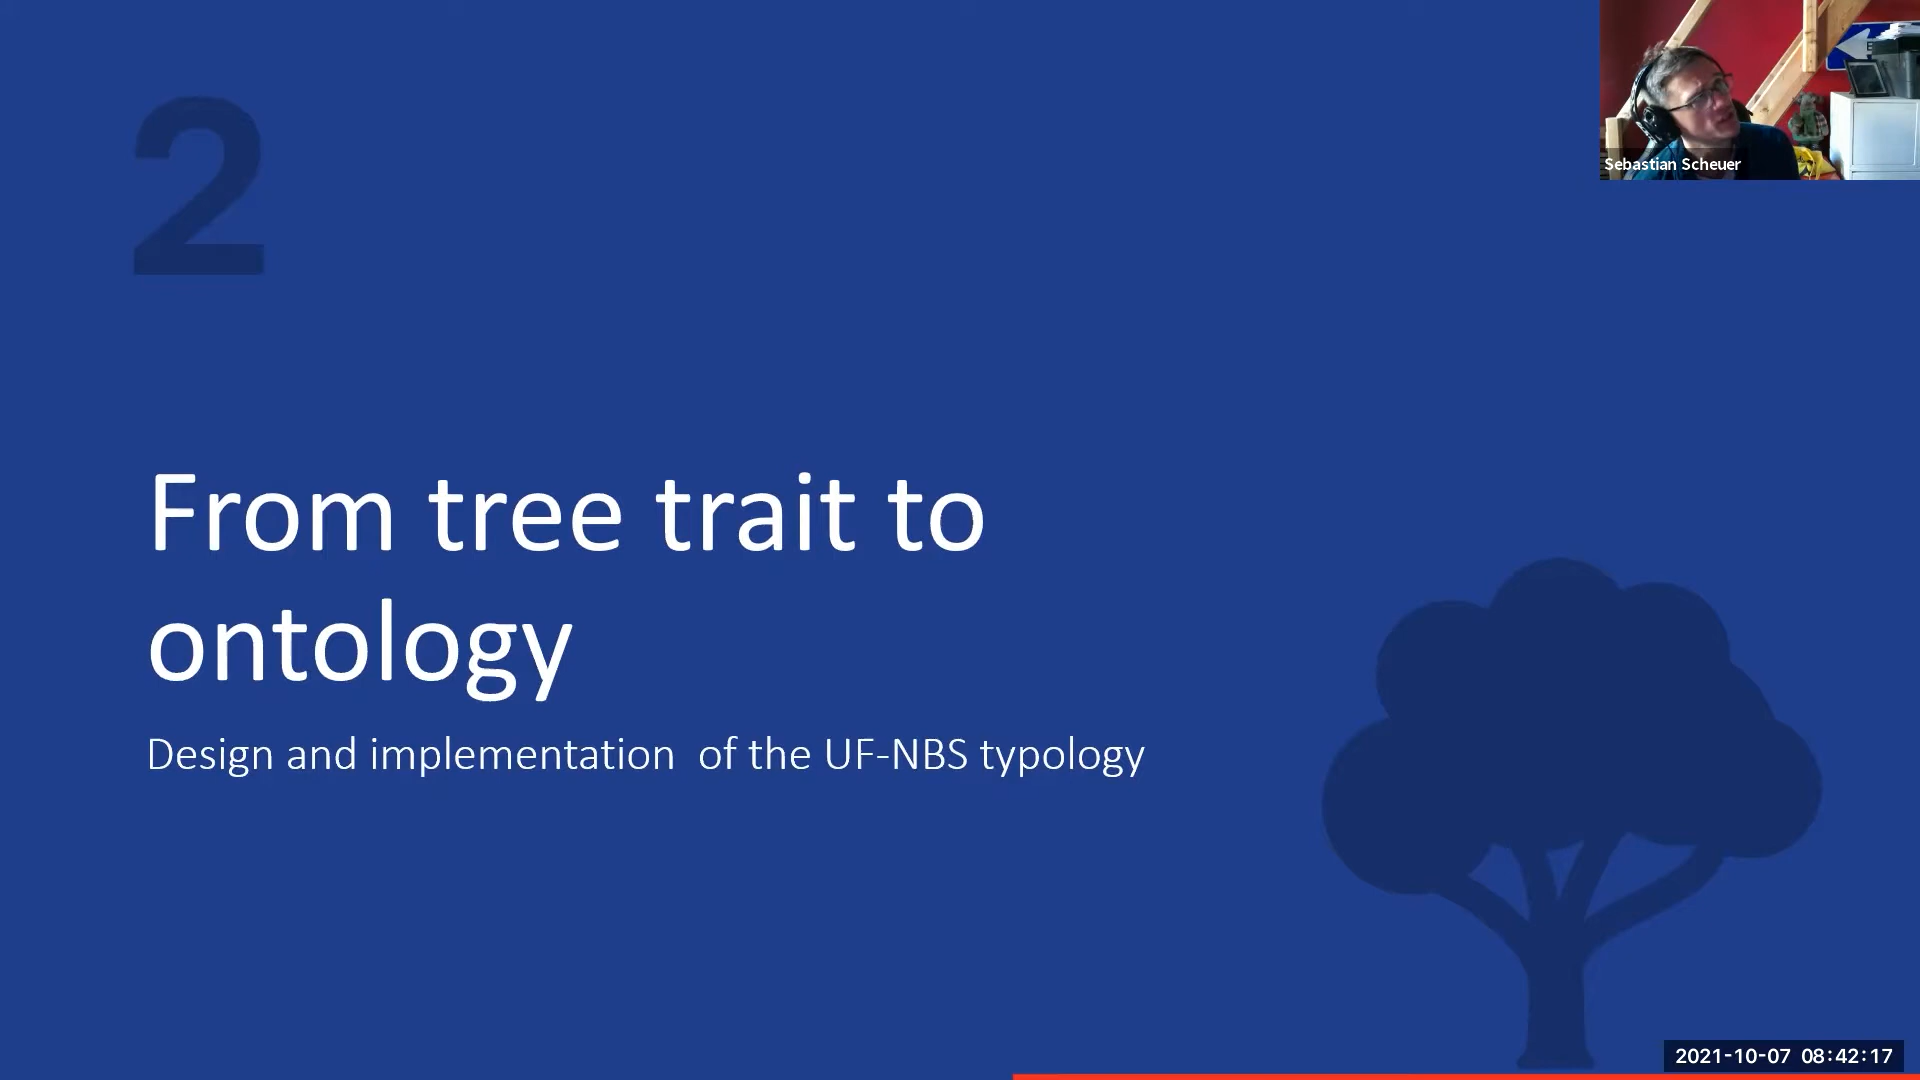 2
Sebastian Scheuer
From tree trait to
ontology
Design and implementation  of the UF-NBS typology
2021-10-07 08:42:17